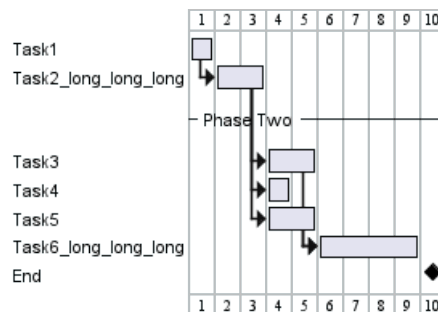 1 2 3 4 5 6 7 8 9 10
Task1
Task2_long_long_long
Phase Two
Task3
Task4
Task5
Task6_long_long_long
End
1 2 3 4 5 6 7 8 9 10